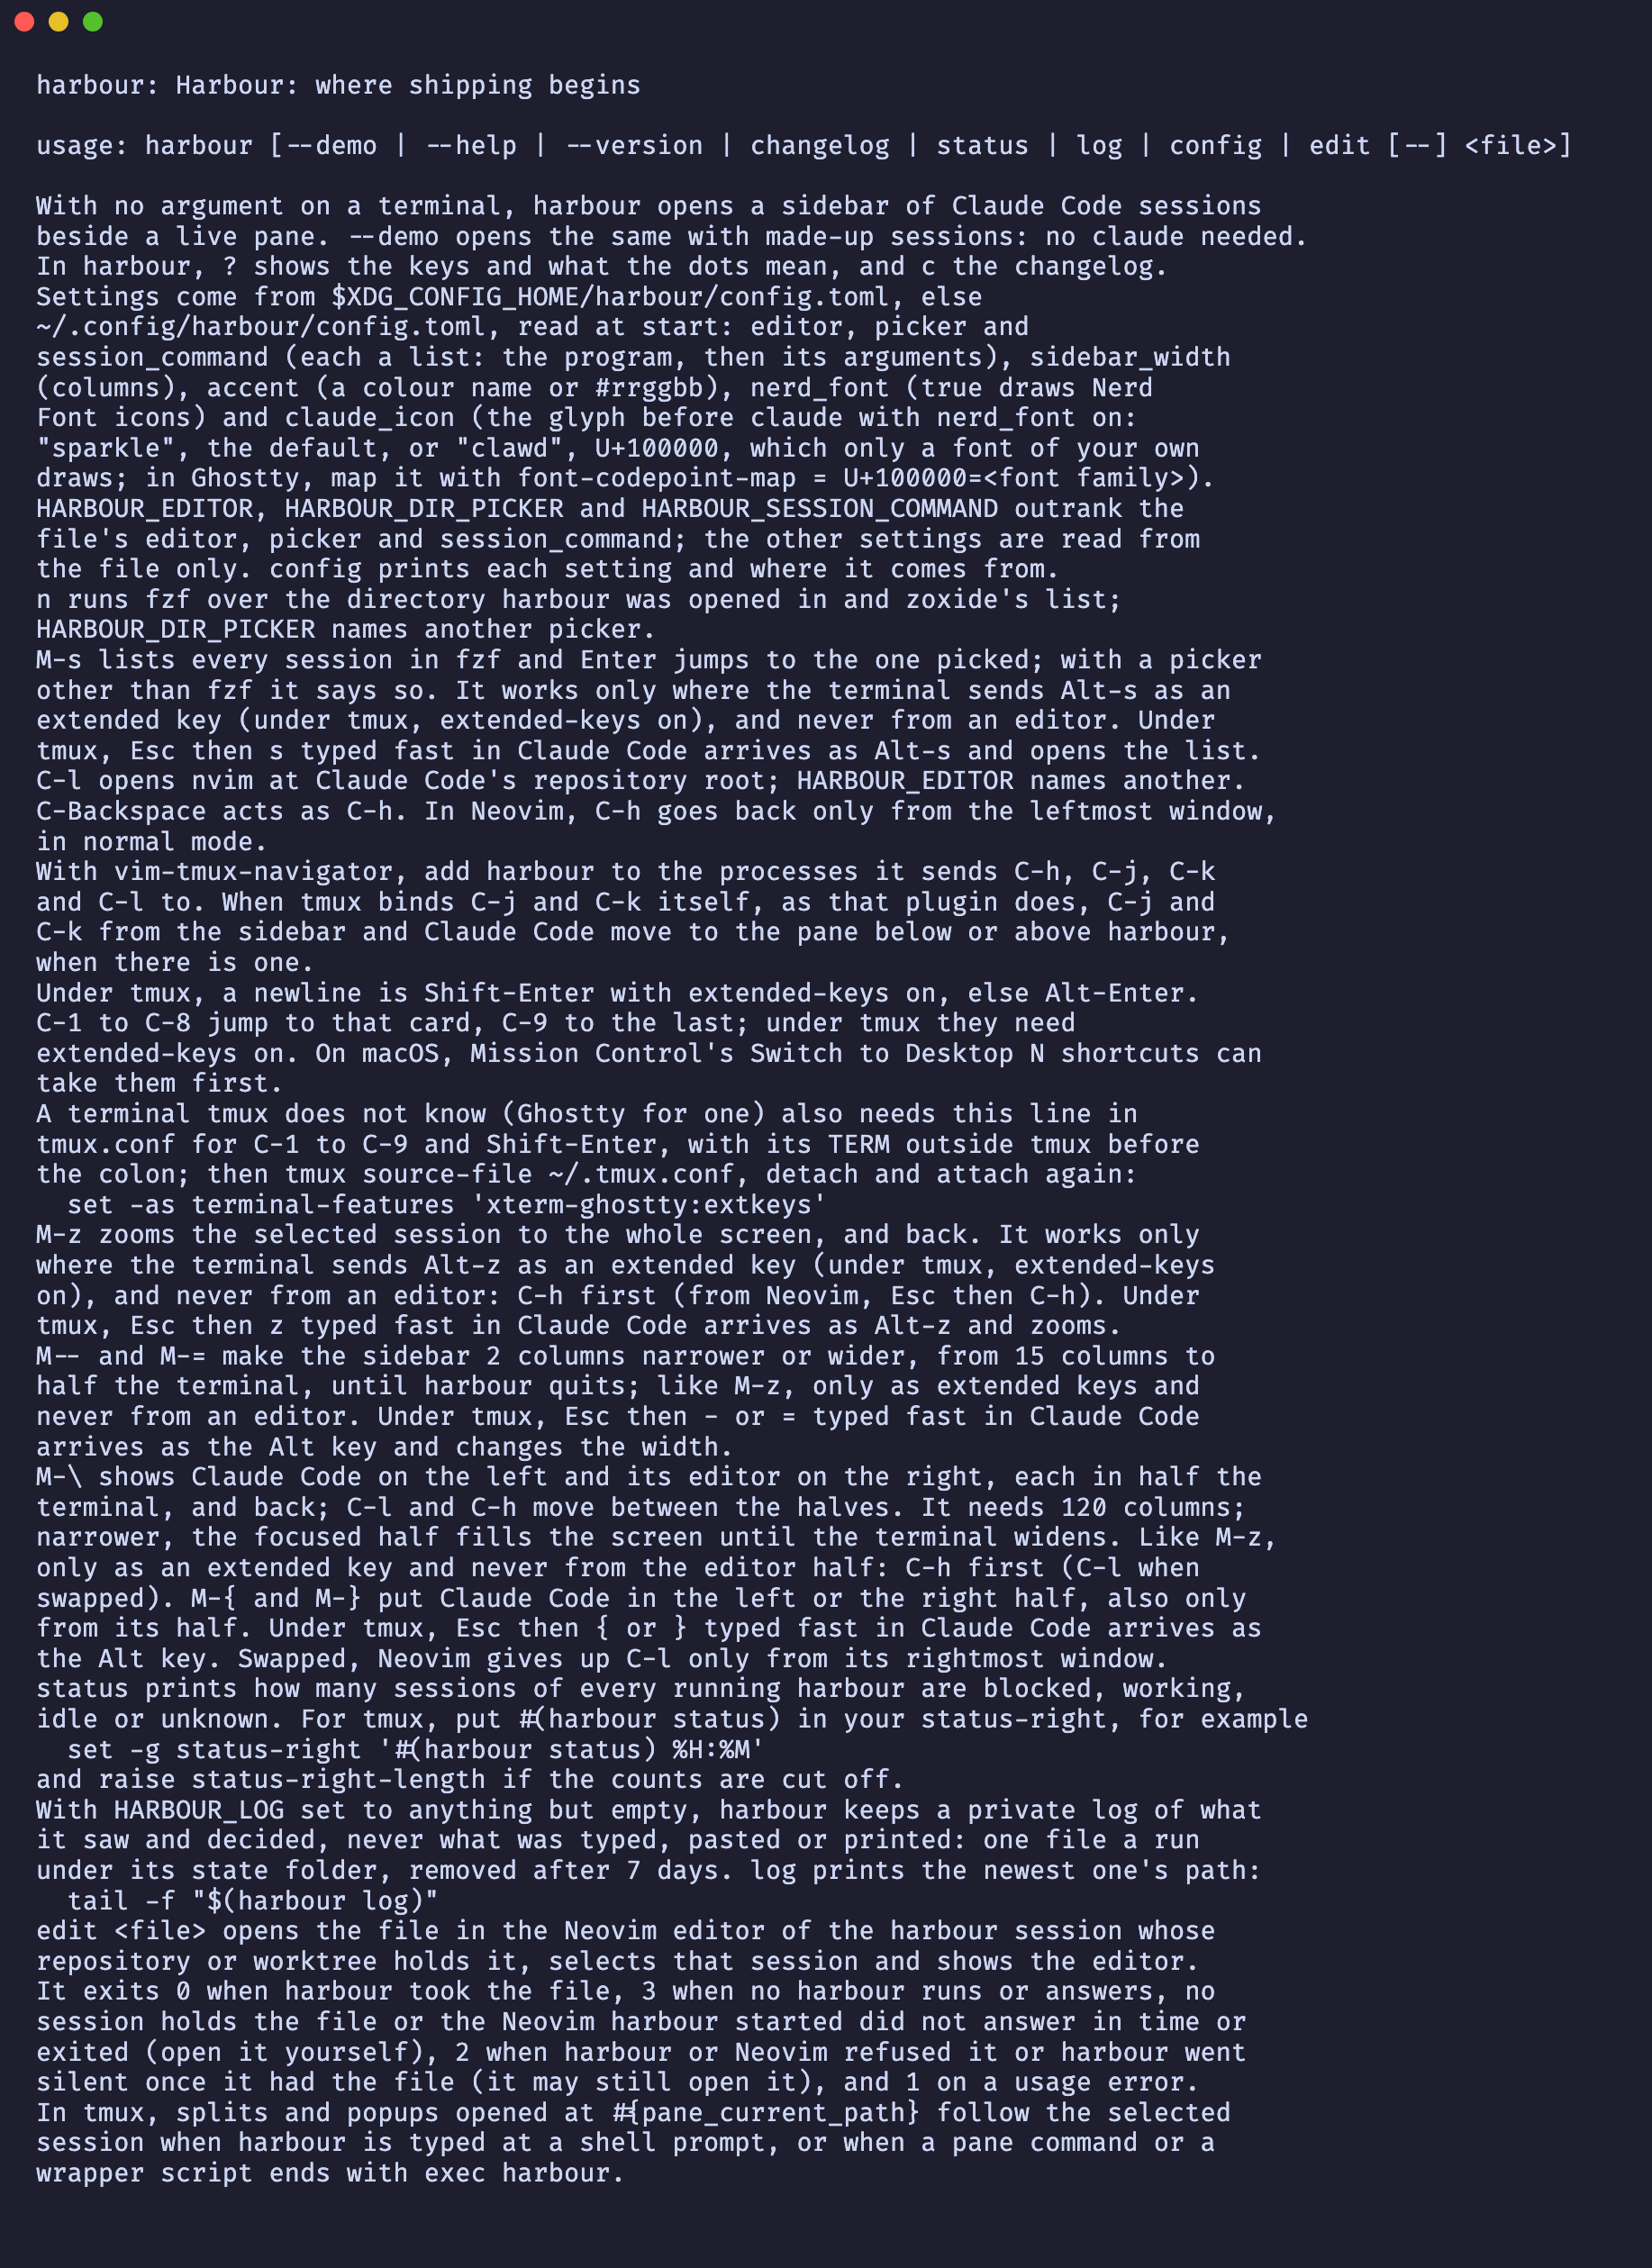 harbour: Harbour: where shipping begins
usage: harbour [--demo | --help | --version | changelog | status | log | config | edit [--] <file>]
With no argument on a terminal, harbour opens a sidebar of Claude Code sessions
beside a live pane. --demo opens the same with made-up sessions: no claude needed.
In harbour, ? shows the keys and what the dots mean, and c the changelog.
Settings come from $XDG_CONFIG_HOME/harbour/config.toml, else
~/.config/harbour/config.toml, read at start: editor, picker and
session_command (each a list: the program, then its arguments), sidebar_width
(columns), accent (a colour name or #rrggbb), nerd_font (true draws Nerd
Font icons) and claude_icon (the glyph before claude with nerd_font on:
"sparkle", the default, or "clawd", U+100000, which only a font of your own
draws; in Ghostty, map it with font-codepoint-map = U+100000=<font family>).
HARBOUR_EDITOR, HARBOUR_DIR_PICKER and HARBOUR_SESSION_COMMAND outrank the
file's editor, picker and session_command; the other settings are read from
the file only. config prints each setting and where it comes from.
n runs fzf over the directory harbour was opened in and zoxide's list;
HARBOUR_DIR_PICKER names another picker.
M-s lists every session in fzf and Enter jumps to the one picked; with a picker
other than fzf it says so. It works only where the terminal sends Alt-s as an
extended key (under tmux, extended-keys on), and never from an editor. Under
tmux, Esc then s typed fast in Claude Code arrives as Alt-s and opens the list.
C-l opens nvim at Claude Code's repository root; HARBOUR_EDITOR names another.
C-Backspace acts as C-h. In Neovim, C-h goes back only from the leftmost window,
in normal mode.
With vim-tmux-navigator, add harbour to the processes it sends C-h, C-j, C-k
and C-l to. When tmux binds C-j and C-k itself, as that plugin does, C-j and
C-k from the sidebar and Claude Code move to the pane below or above harbour,
when there is one.
Under tmux, a newline is Shift-Enter with extended-keys on, else Alt-Enter.
C-1 to C-8 jump to that card, C-9 to the last; under tmux they need
extended-keys on. On macOS, Mission Control's Switch to Desktop N shortcuts can
take them first.
A terminal tmux does not know (Ghostty for one) also needs this line in
tmux.conf for C-1 to C-9 and Shift-Enter, with its TERM outside tmux before
the colon; then tmux source-file ~/.tmux.conf, detach and attach again:
  set -as terminal-features 'xterm-ghostty:extkeys'
M-z zooms the selected session to the whole screen, and back. It works only
where the terminal sends Alt-z as an extended key (under tmux, extended-keys
on), and never from an editor: C-h first (from Neovim, Esc then C-h). Under
tmux, Esc then z typed fast in Claude Code arrives as Alt-z and zooms.
M-- and M-= make the sidebar 2 columns narrower or wider, from 15 columns to
half the terminal, until harbour quits; like M-z, only as extended keys and
never from an editor. Under tmux, Esc then - or = typed fast in Claude Code
arrives as the Alt key and changes the width.
M-\ shows Claude Code on the left and its editor on the right, each in half the
terminal, and back; C-l and C-h move between the halves. It needs 120 columns;
narrower, the focused half fills the screen until the terminal widens. Like M-z,
only as an extended key and never from the editor half: C-h first (C-l when
swapped). M-{ and M-} put Claude Code in the left or the right half, also only
from its half. Under tmux, Esc then { or } typed fast in Claude Code arrives as
the Alt key. Swapped, Neovim gives up C-l only from its rightmost window.
status prints how many sessions of every running harbour are blocked, working,
idle or unknown. For tmux, put #(harbour status) in your status-right, for example
  set -g status-right '#(harbour status) %H:%M'
and raise status-right-length if the counts are cut off.
With HARBOUR_LOG set to anything but empty, harbour keeps a private log of what
it saw and decided, never what was typed, pasted or printed: one file a run
under its state folder, removed after 7 days. log prints the newest one's path:
  tail -f "$(harbour log)"
edit <file> opens the file in the Neovim editor of the harbour session whose
repository or worktree holds it, selects that session and shows the editor.
It exits 0 when harbour took the file, 3 when no harbour runs or answers, no
session holds the file or the Neovim harbour started did not answer in time or
exited (open it yourself), 2 when harbour or Neovim refused it or harbour went
silent once it had the file (it may still open it), and 1 on a usage error.
In tmux, splits and popups opened at #{pane_current_path} follow the selected
session when harbour is typed at a shell prompt, or when a pane command or a
wrapper script ends with exec harbour.